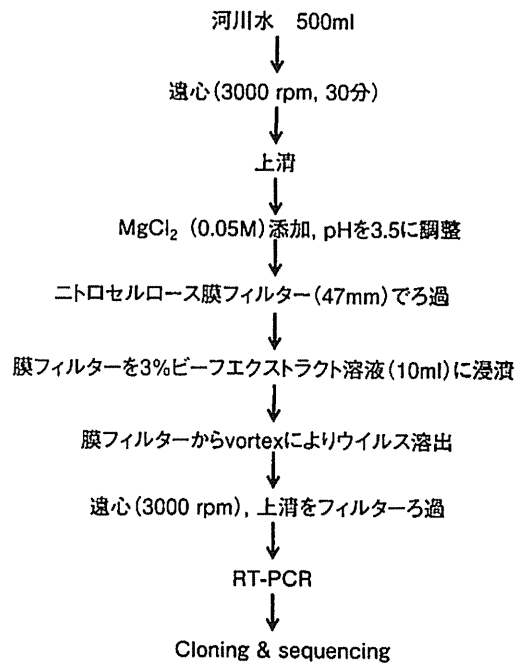 河川水 500ml
遠心(3000 rpm, 30分)
上清
MgCl₂ (0.05M)添加, pHを3.5に調整
ニトロセルロース膜フィルター(47mm)でろ過
膜フィルターを3%ビーフエクストラクト溶液(10ml)に浸漬
膜フィルターからvortexによりウイルス溶出
遠心(3000 rpm), 上清をフィルターろ過
RT-PCR
Cloning & sequencing